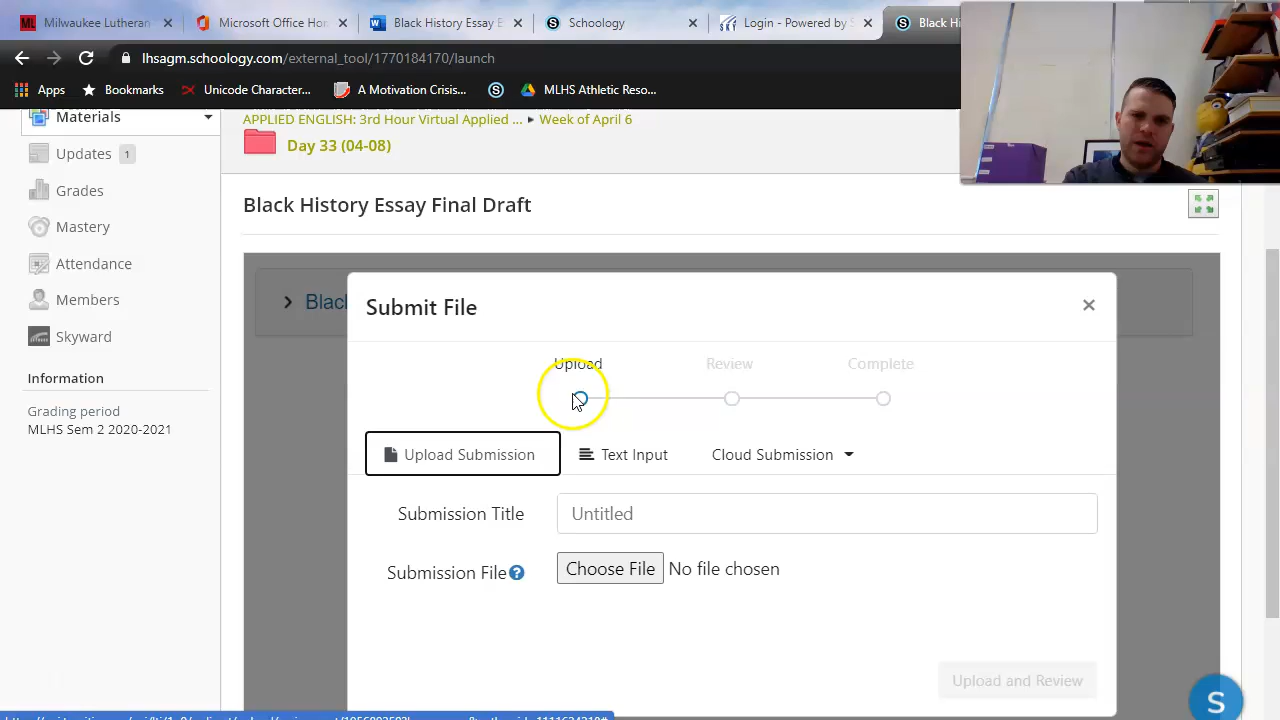 Milwaukee Lutheran
Microsoft Office Hom
Black History Essay E
Schoology
Login - Powered by S
Black Hi
lhsagm.schoology.com/external_tool/1770184170/launch
Apps
Bookmarks
Unicode Character...
A Motivation Crisis...
MLHS Athletic Reso...
Materials
APPLIED ENGLISH: 3rd Hour Virtual Applied ... ▸ Week of April 6
Updates 1
Day 33 (04-08)
Grades
Black History Essay Final Draft
Mastery
Attendance
Members
Skyward
Blacl
Submit File
Information
Grading period
MLHS Sem 2 2020-2021
Upload
Review
Complete
Upload Submission
Text Input
Cloud Submission
Submission Title
Untitled
Submission File
Choose File No file chosen
Upload and Review
S